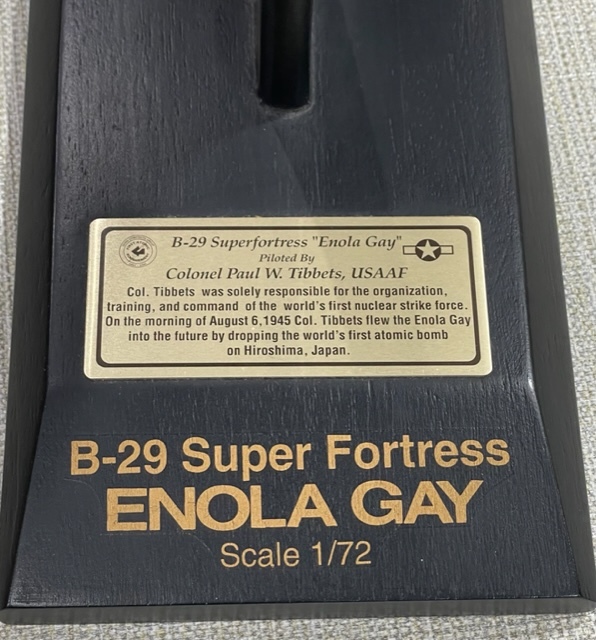 B-29 Superfortress "Enola Gay"
Piloted By
Colonel Paul W. Tibbets, USAAF
Col. Tibbets was solely responsible for the organization,
training, and command of the world's first nuclear strike force.
On the morning of August 6,1945 Col. Tibbets flew the Enola Gay
into the future by dropping the world's first atomic bomb
on Hiroshima, Japan.
B-29 Super Fortress
ENOLA GAY
Scale 1/72